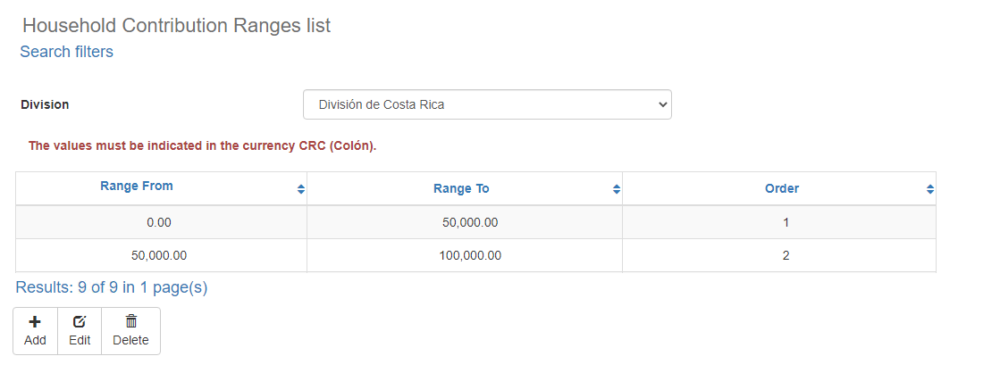 Household Contribution Ranges list
Search filters
Division División de Costa Rica
The values must be indicated in the currency CRC (Colón).
Range From Range To Order
0.00 50,000.00 1
50,000.00 100,000.00 2
Results: 9 of 9 in 1 page(s)
Add Edit Delete